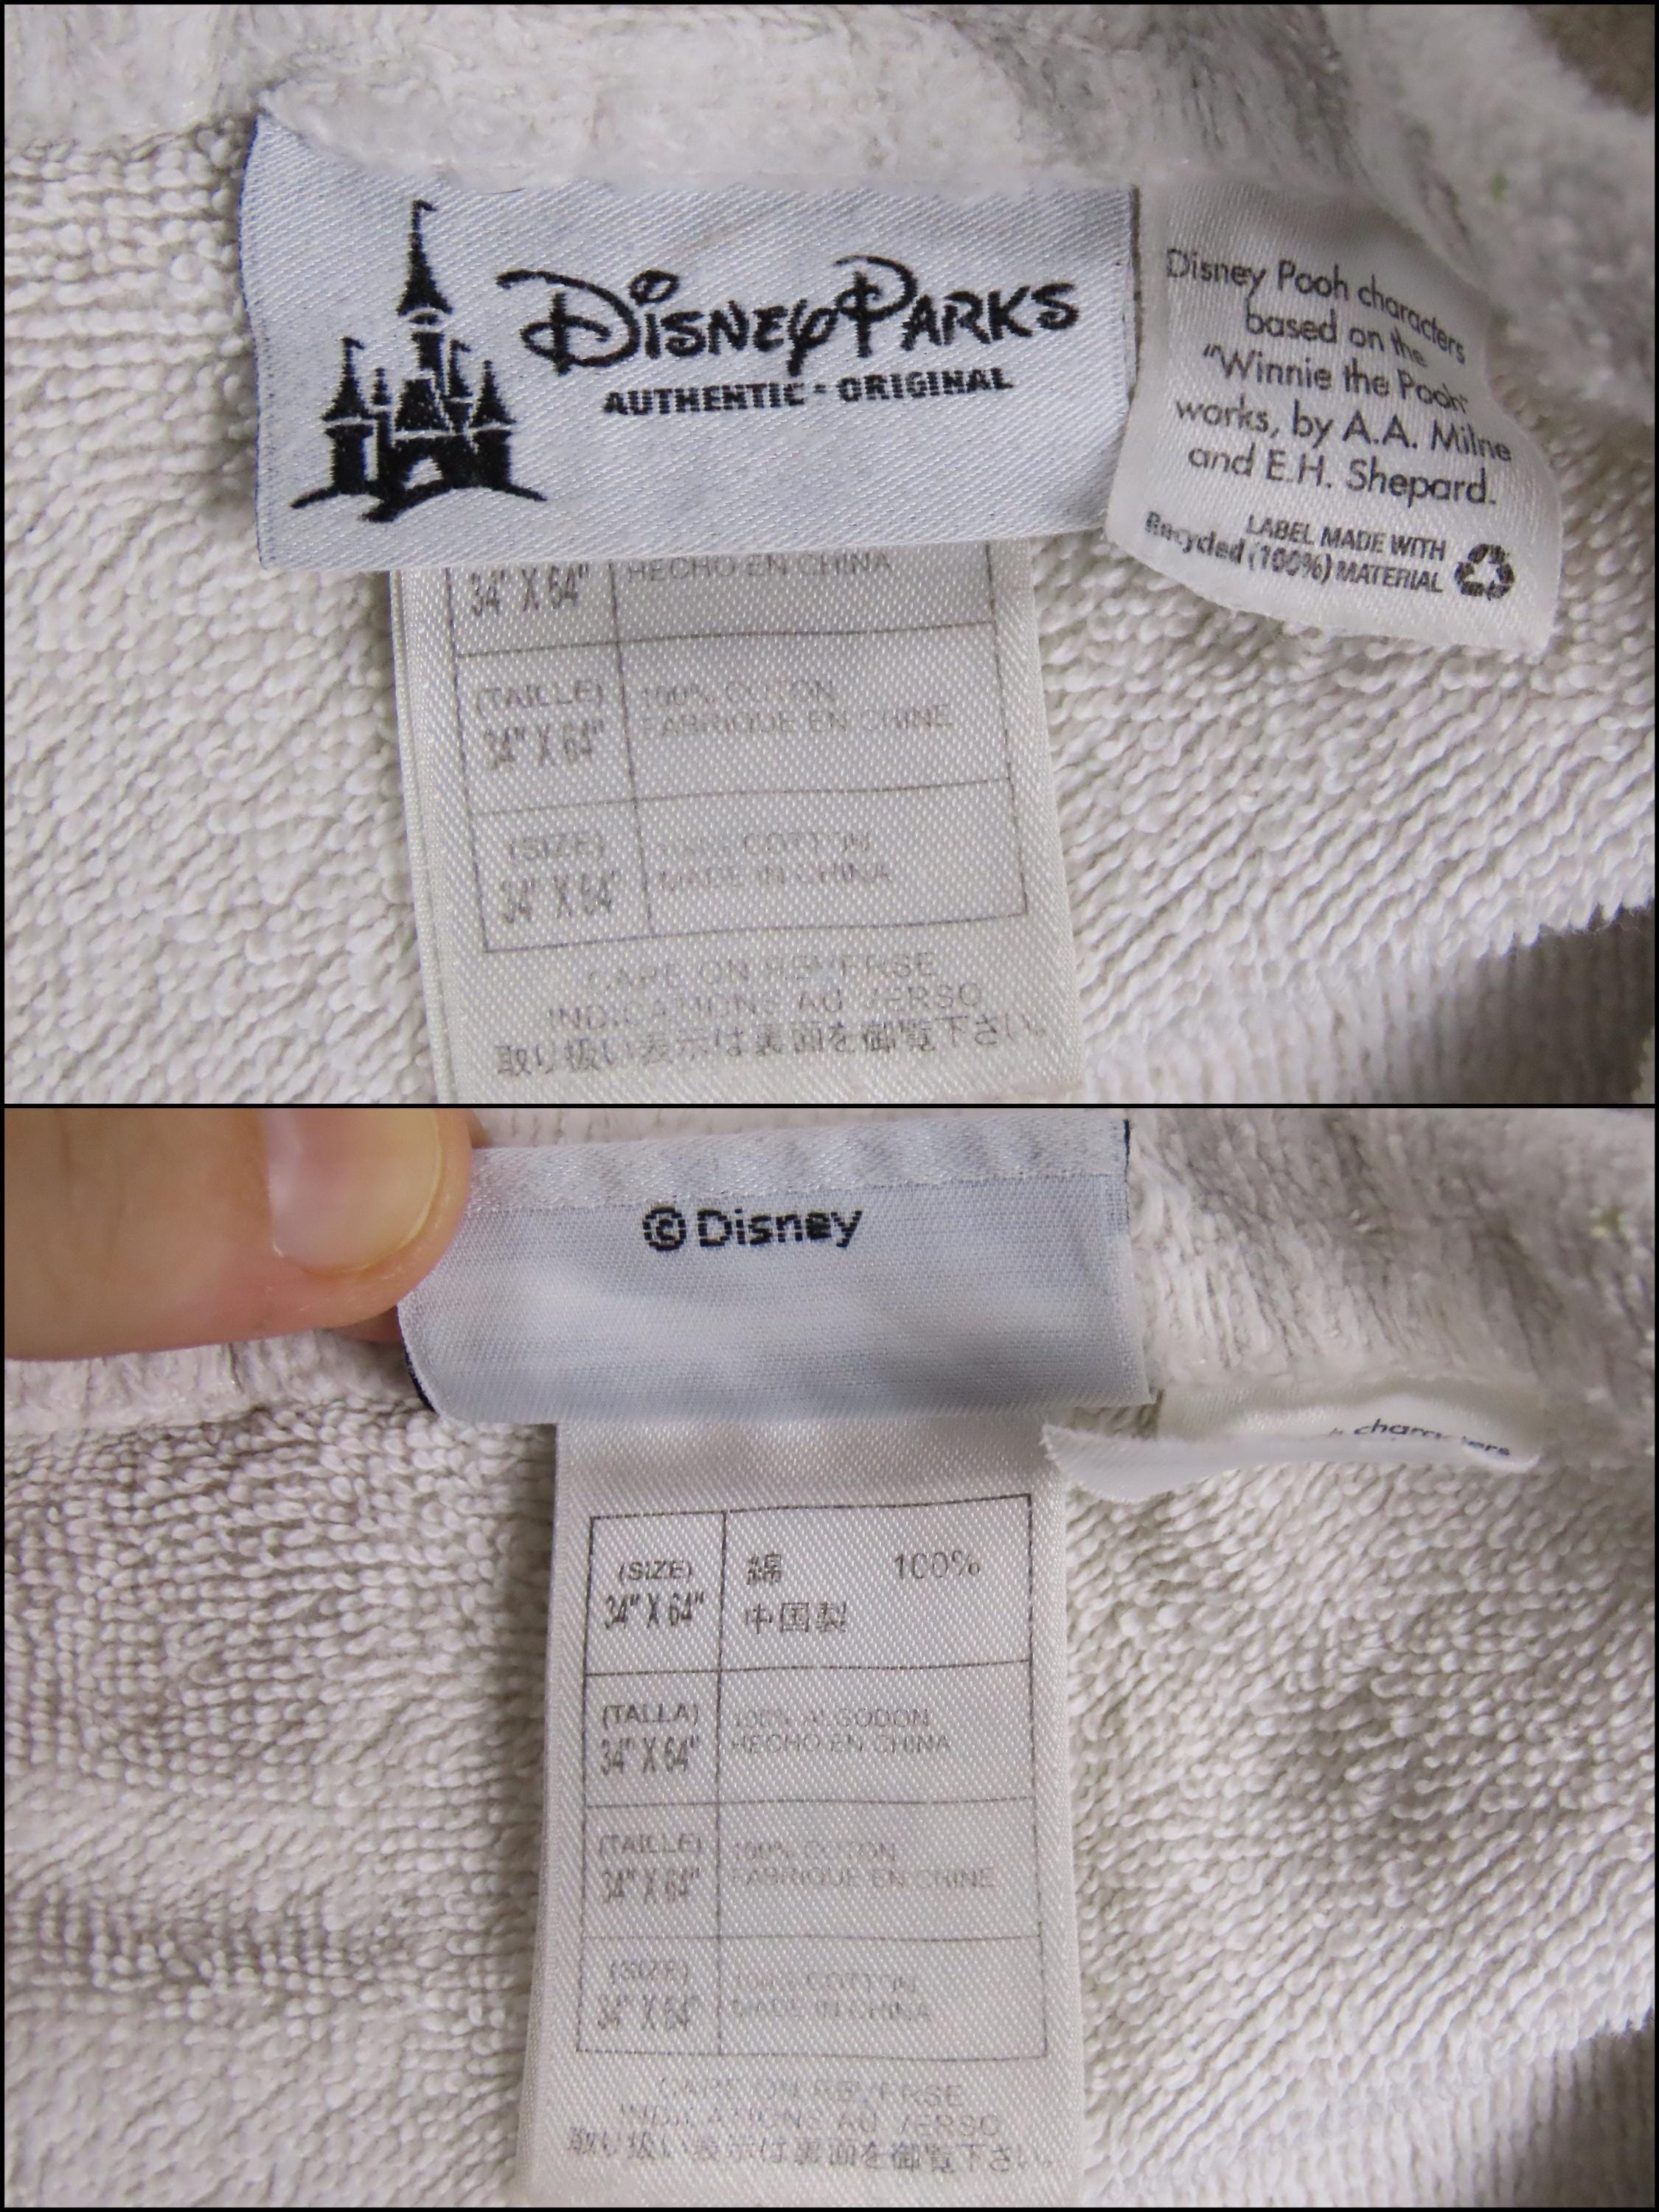 DISNEY PARKS
AUTHENTIC • ORIGINAL
Disney Pooh characters
based on the
"Winnie the Pooh"
works, by A.A. Milne
and E.H. Shepard.
LABEL MADE WITH
Recycled (100%) MATERIAL
34" X 64"
HECHO EN CHINA
(TAILLE)
34" X 64"
100% COTON
FABRIQUE EN CHINE
(SIZE)
34" X 64"
100% COTTON
MADE IN CHINA
CARE ON REVERSE
INDICATIONS AU VERSO
取り扱い表示は裏面を御覧下さい。
©Disney
characters
(SIZE)
34" X 64"
綿 100%
中国製
(TALLA)
34" X 64"
100% ALGODON
HECHO EN CHINA
(TAILLE)
34" X 64"
100% COTON
FABRIQUE EN CHINE
(SIZE)
34" X 64"
100% COTTON
MADE IN CHINA
CARE ON REVERSE
INDICATIONS AU VERSO
取り扱い表示は裏面を御覧下さい。